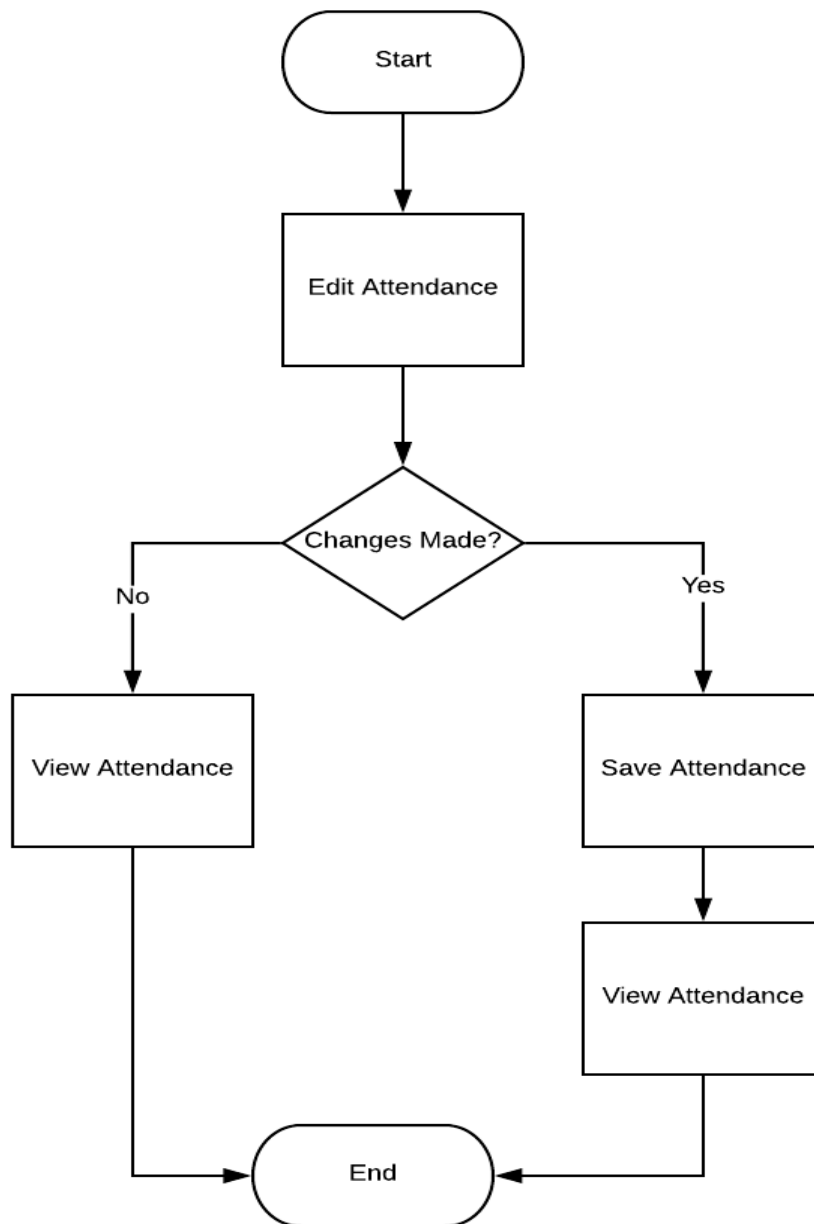 Start
Edit Attendance
Changes Made?
No
Yes
View Attendance
Save Attendance
View Attendance
End